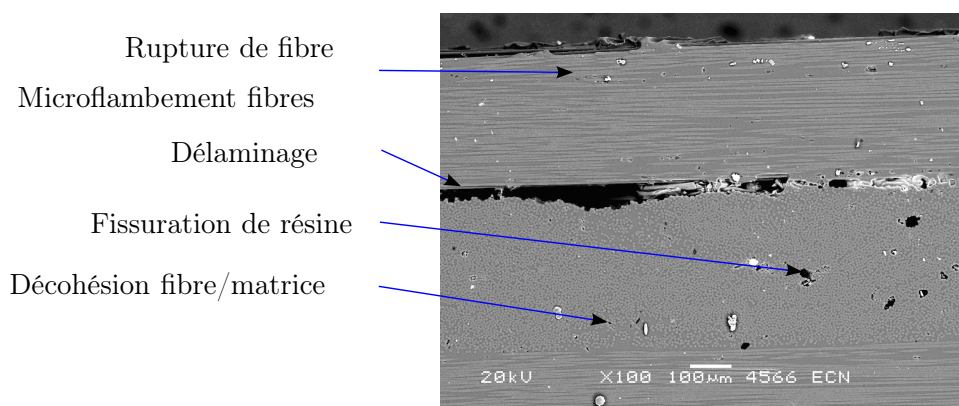 Rupture de fibre
Microflambement fibres
Délaminage
Fissuration de résine
Décohésion fibre/matrice
20kV X100 100µm 4566 ECN